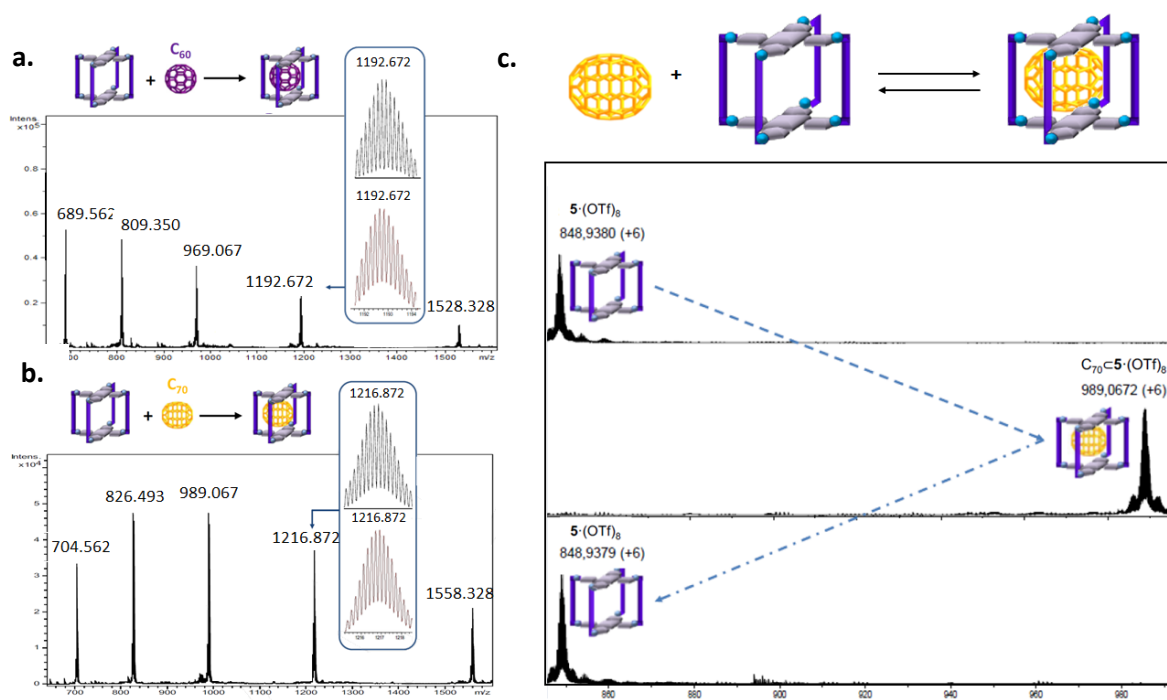 a.
C60
+
1192.672
Intens.
x10^5
0.8
0.6
0.4
0.2
689.562
809.350
969.067
1192.672
1192.672
1528.328
1192 1193 1194
800 900 1000 1100 1200 1300 1400 1500 m/z
b.
C70
+
1216.872
Intens.
x10^4
5
4
3
2
1
0
704.562
826.493
989.067
1216.872
1216.872
1558.328
700 800 900 1000 1100 1200 1300 1400 1500 m/z
c.
+
5·(OTf)8
848,9380 (+6)
C70⊂5·(OTf)8
989,0672 (+6)
5·(OTf)8
848,9379 (+6)
860 880 900 920 940 960 980